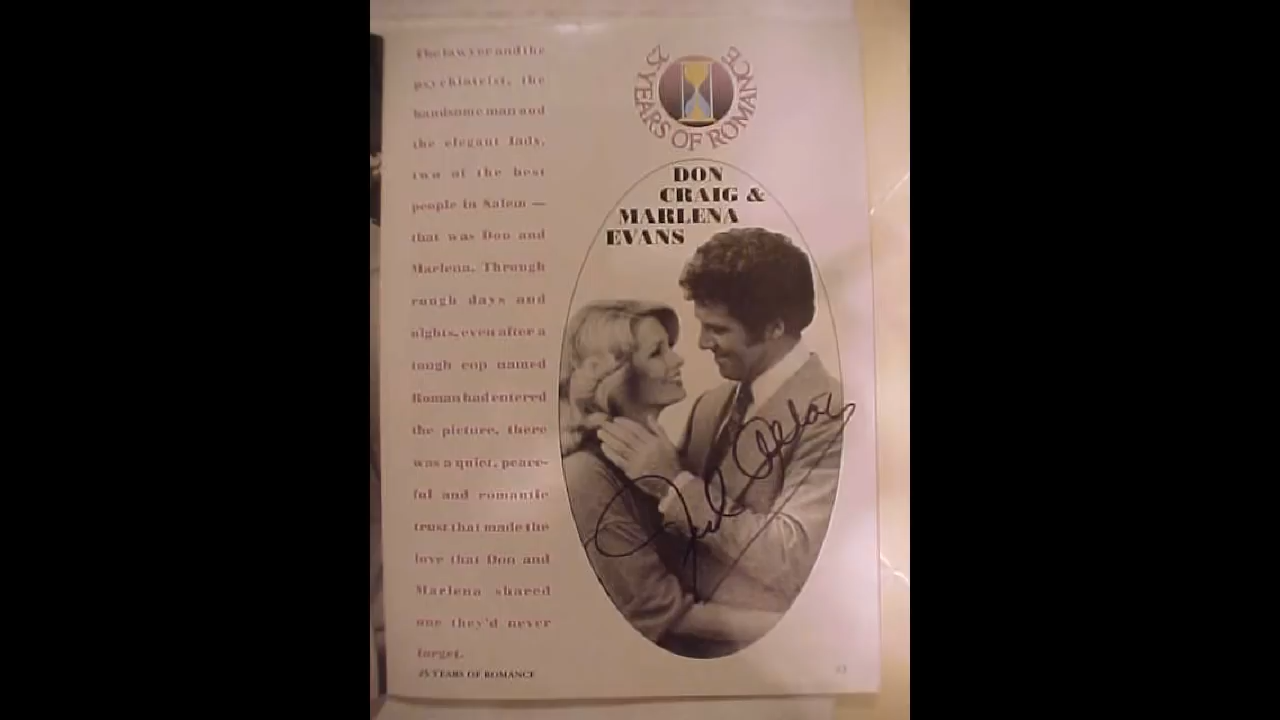 The lawyer and the
psychiatrist, the
handsome man and
the elegant lady,
two of the best
people in Salem —
that was Don and
Marlena. Through
rough days and
nights, even after a
tough cop named
Roman had entered
the picture, there
was a quiet, peace-
ful and romantic
trust that made the
love that Don and
Marlena shared
one they'd never
forget.
25 YEARS OF ROMANCE
25 YEARS OF ROMANCE
DON
CRAIG &
MARLENA
EVANS